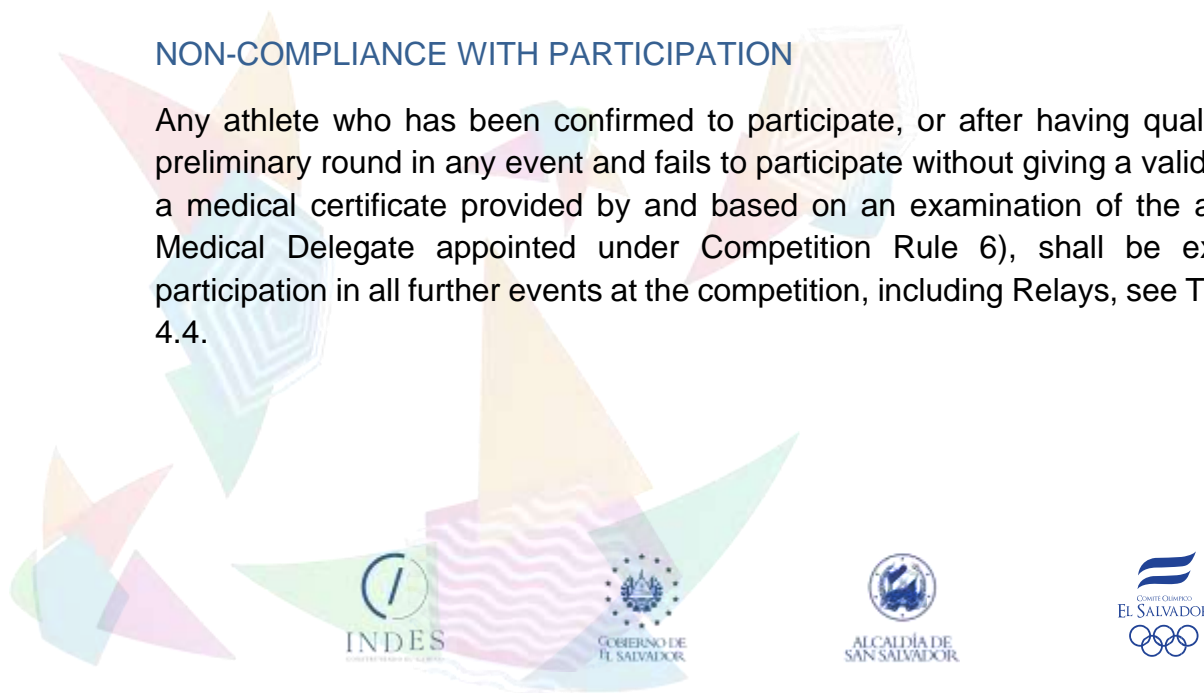 NON-COMPLIANCE WITH PARTICIPATION
Any athlete who has been confirmed to participate, or after having qual
preliminary round in any event and fails to participate without giving a valid
a medical certificate provided by and based on an examination of the a
Medical Delegate appointed under Competition Rule 6), shall be ex
participation in all further events at the competition, including Relays, see T
4.4.
INDES
GOBIERNO DE
EL SALVADOR
ALCALDÍA DE
SAN SALVADOR
COMITÉ OLÍMPICO
EL SALVADOR